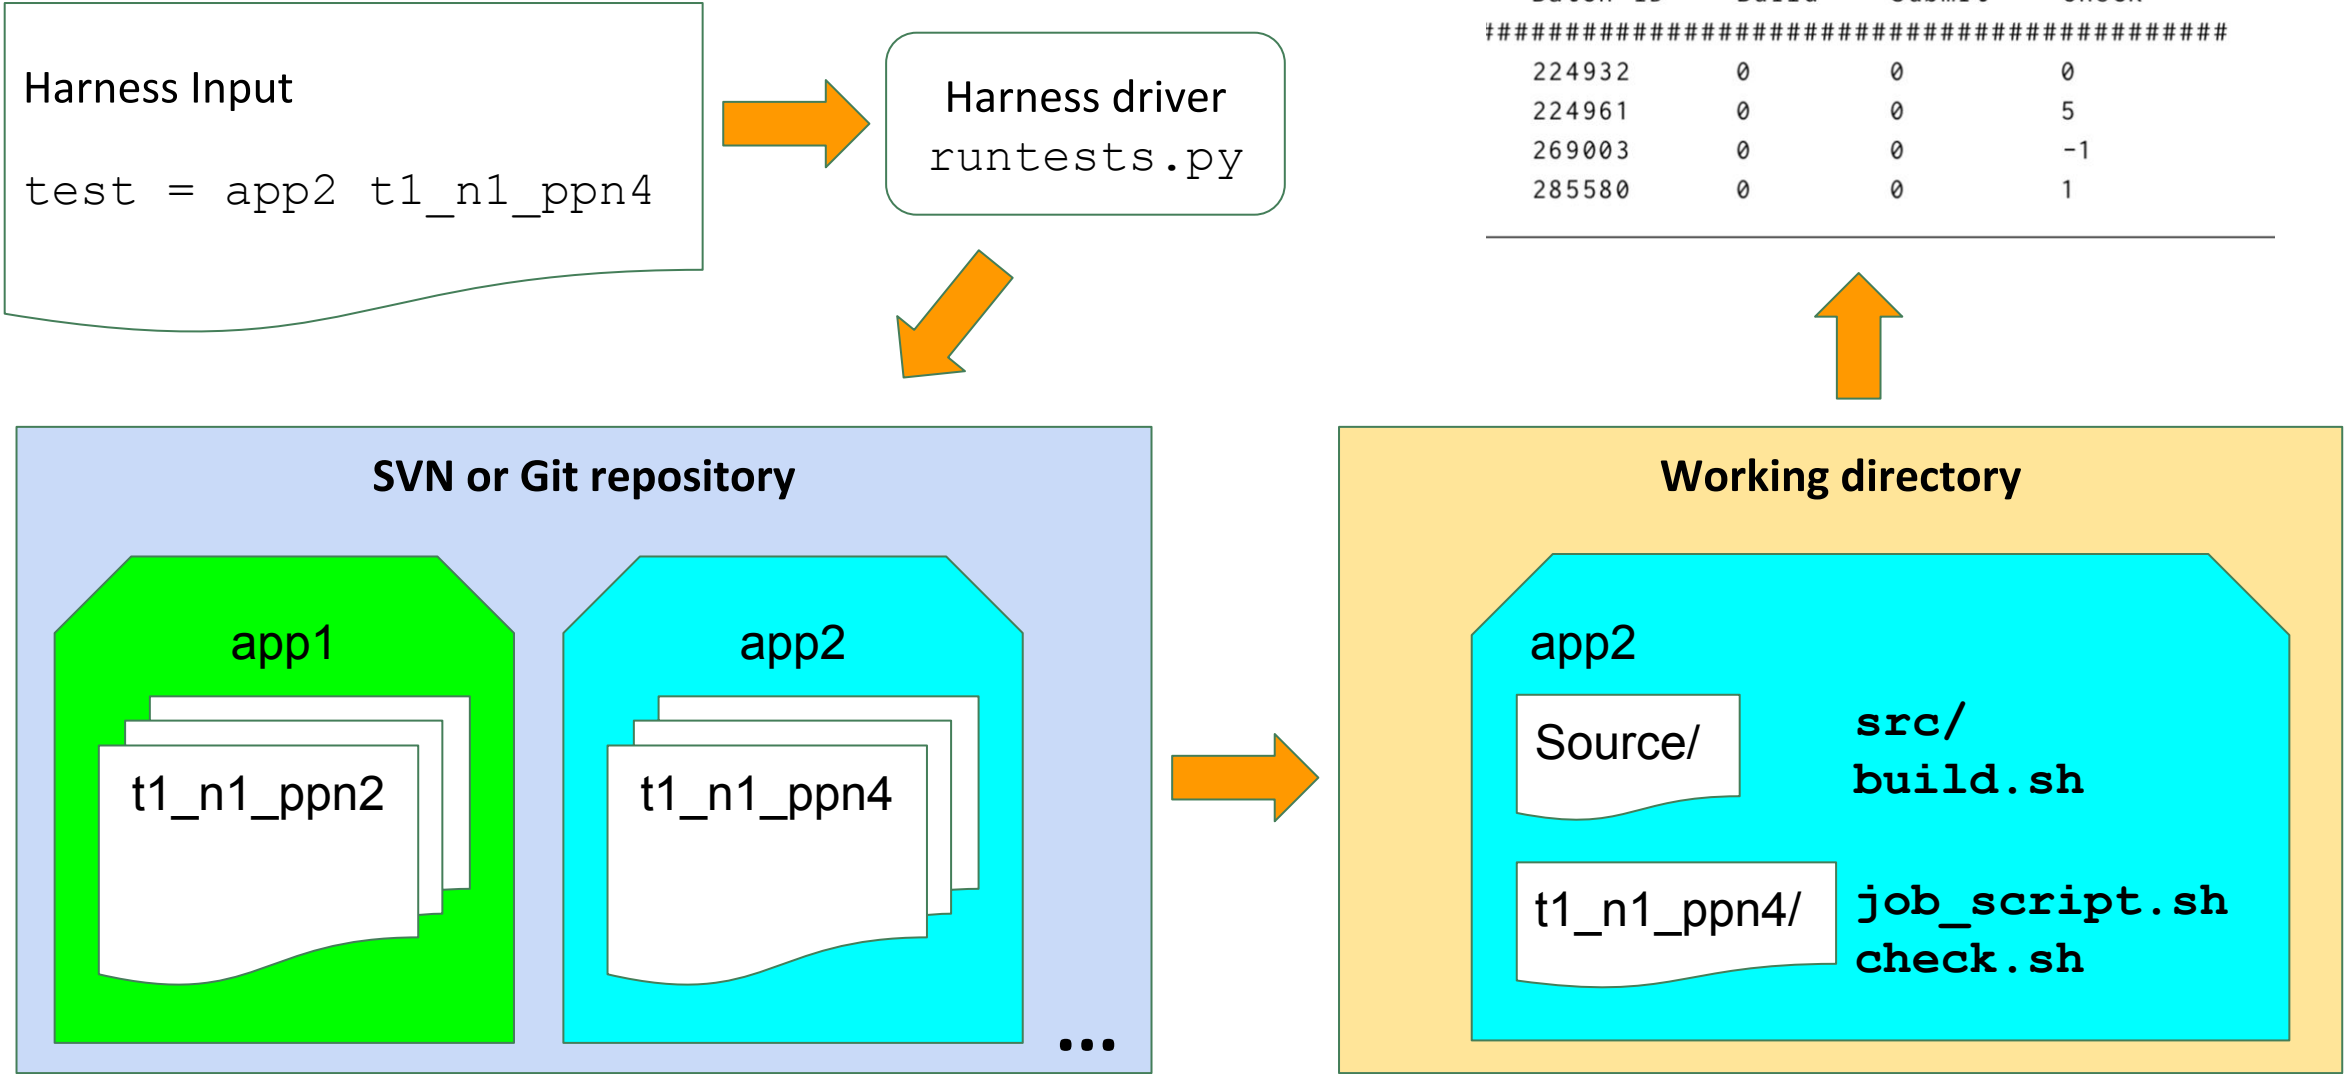 Harness Input
test = app2 t1_n1_ppn4
Harness driver
runtests.py
###########################################
224932 0 0 0
224961 0 0 5
269003 0 0 -1
285580 0 0 1
SVN or Git repository
app1
t1_n1_ppn2
app2
t1_n1_ppn4
...
Working directory
app2
Source/
src/
build.sh
t1_n1_ppn4/
job_script.sh
check.sh